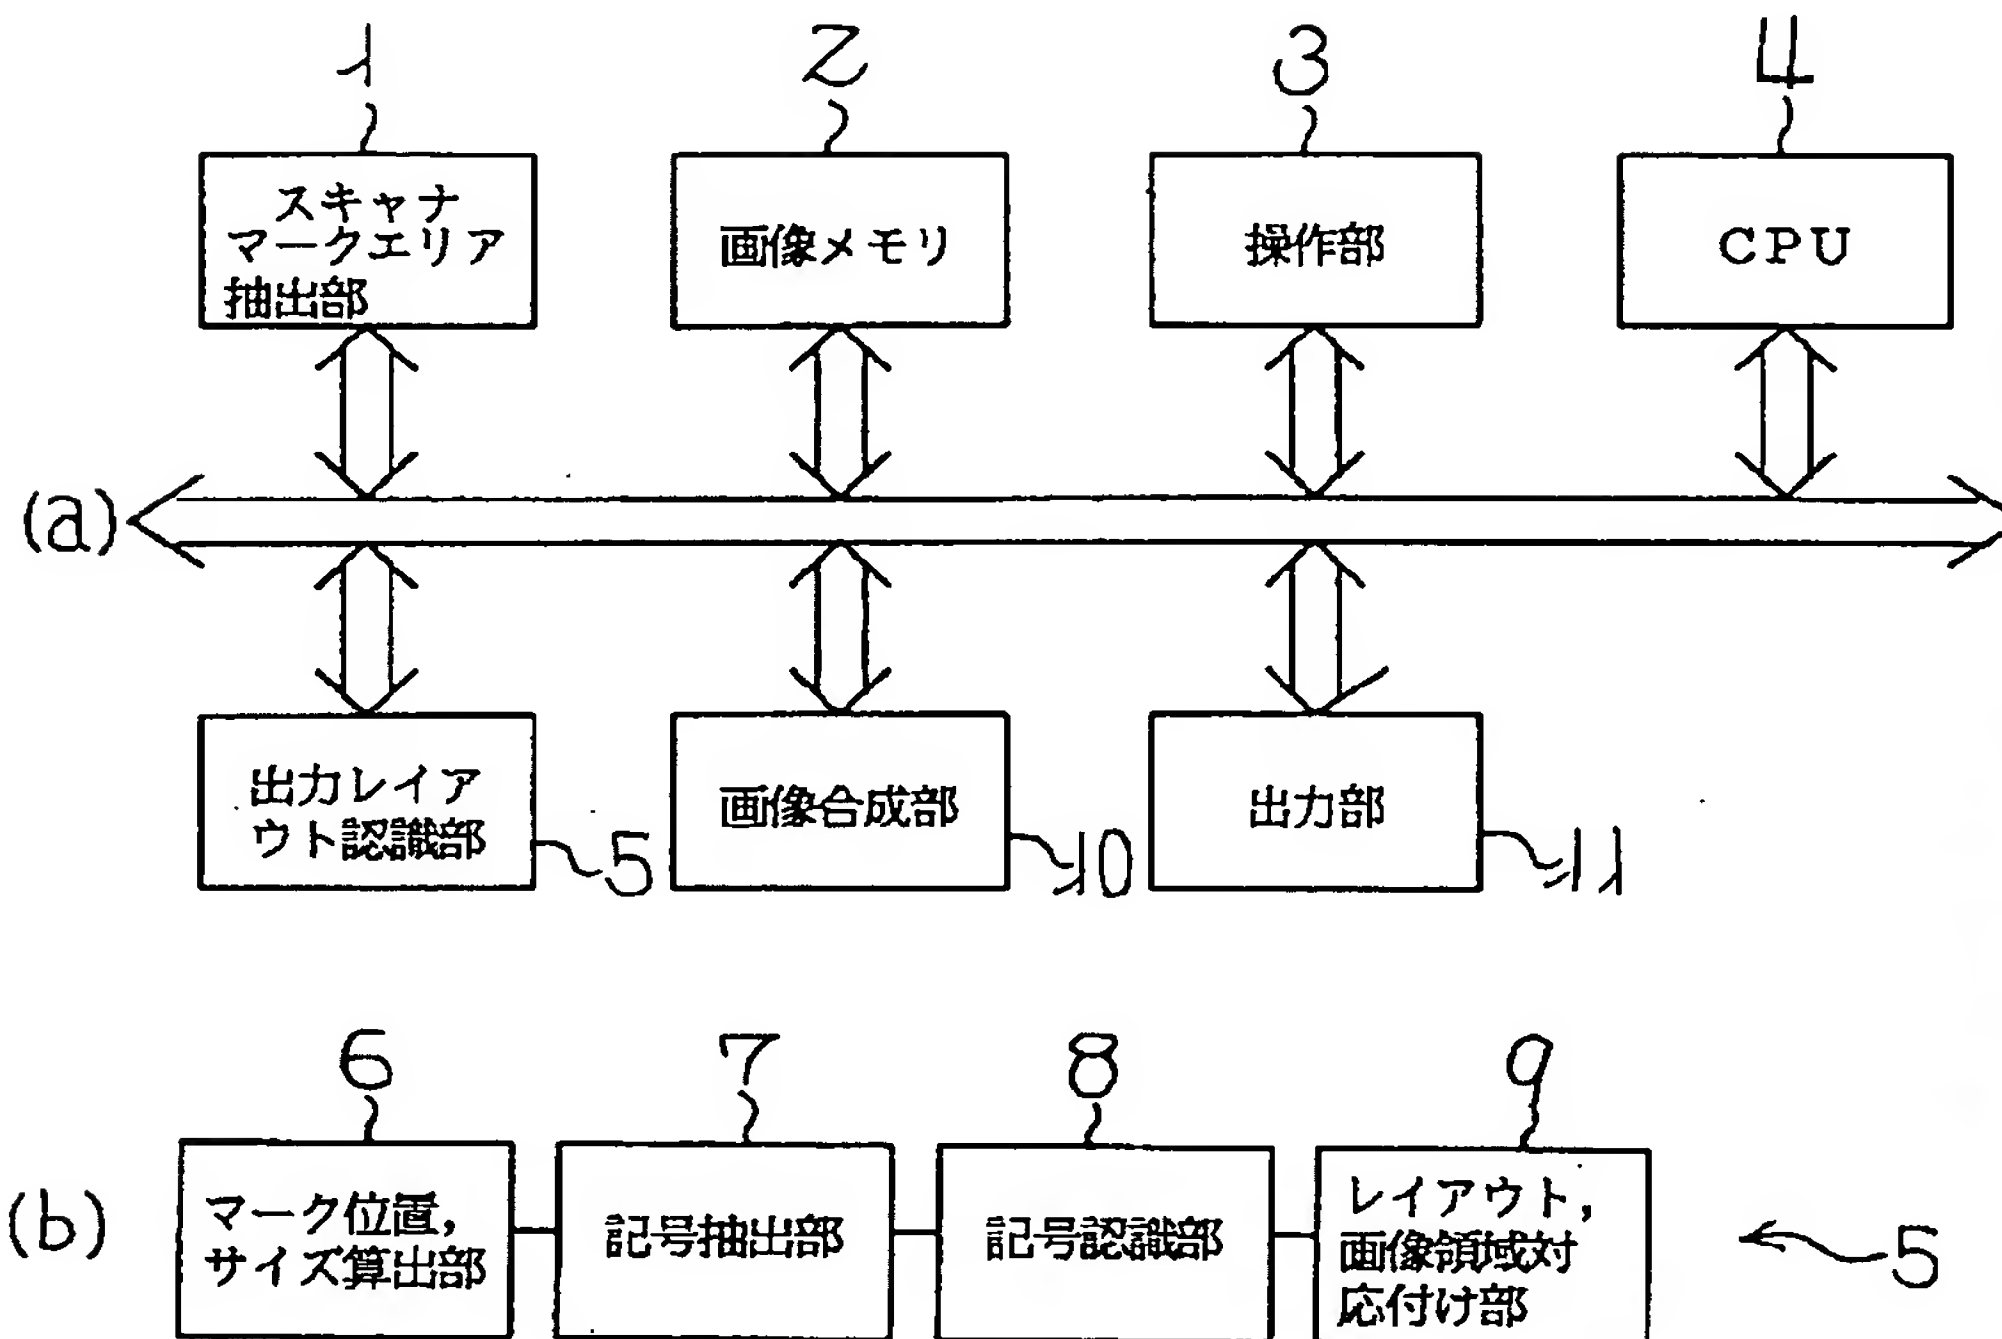 1
2
3
4
スキャナ
マークエリア
抽出部
画像メモリ
操作部
CPU
(a)
出力レイア
ウト認識部
5
画像合成部
10
出力部
11
6
7
8
9
(b)
マーク位置,
サイズ算出部
記号抽出部
記号認識部
レイアウト,
画像領域対
応付け部
5